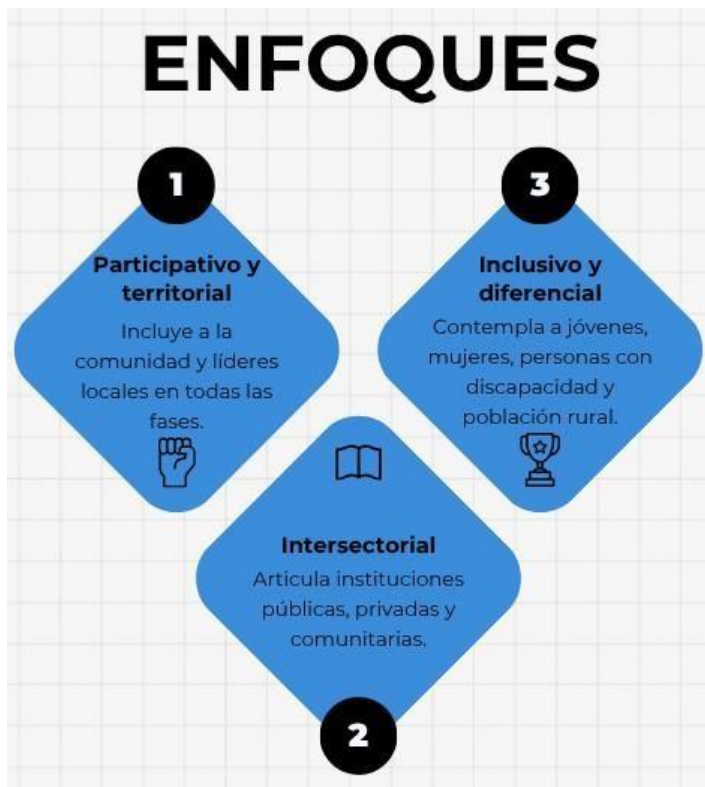 ENFOQUES
1
Participativo y
territorial
Incluye a la
comunidad y líderes
locales en todas las
fases.
2
Intersectorial
Articula instituciones
públicas, privadas y
comunitarias.
3
Inclusivo y
diferencial
Contempla a jóvenes,
mujeres, personas con
discapacidad y
población rural.